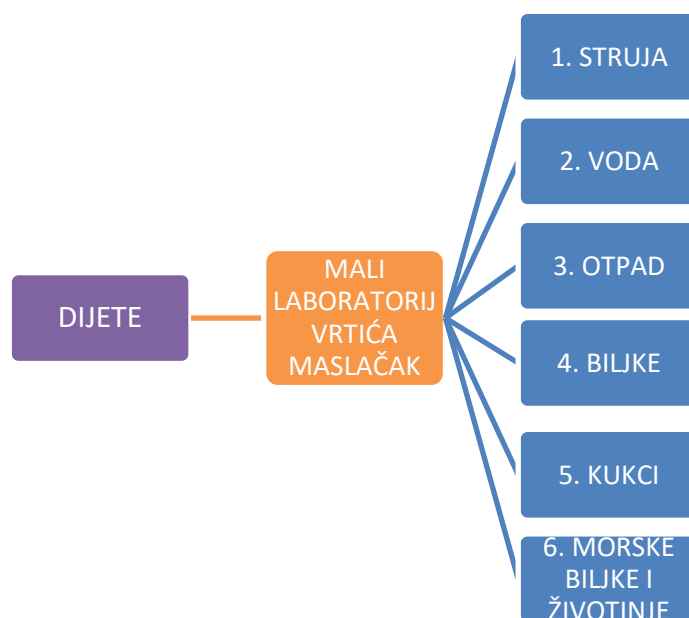 DIJETE
MALI
LABORATORIJ
VRTIĆA
MASLAČAK
1. STRUJA
2. VODA
3. OTPAD
4. BILJKE
5. KUKCI
6. MORSKE
BILJKE I
ŽIVOTINJE